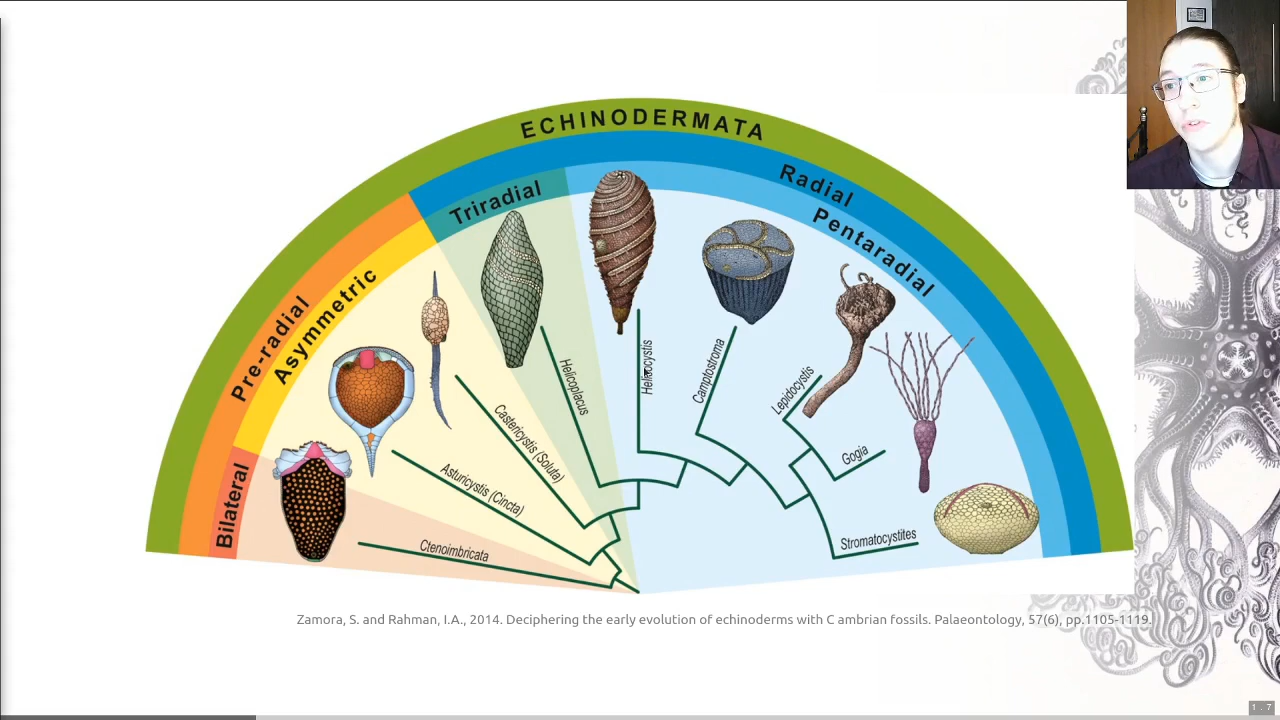 ECHINODERMATA
Radial
Pentaradial
Triradial
Pre-radial
Asymmetric
Bilateral
Ctenoimbricata
Asturicystis (Cincta)
Castericystis (Soluta)
Helicoplacus
Helicocystis
Camptostroma
Lepidocystis
Gogia
Stromatocystites
Zamora, S. and Rahman, I.A., 2014. Deciphering the early evolution of echinoderms with C ambrian fossils. Palaeontology, 57(6), pp.1105-1119.
1 . 7